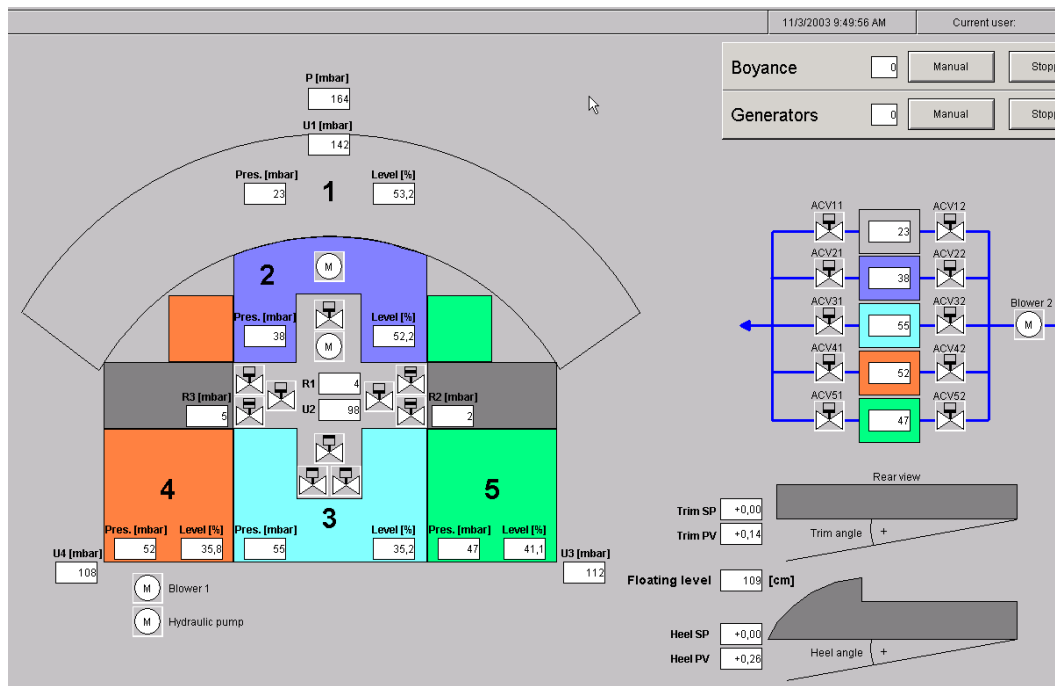 11/3/2003 9:49:56 AM Current user:
Boyance 0 Manual Stopp
Generators 0 Manual Stopp
P [mbar]
164
U1 [mbar]
142
Pres. [mbar] 1 Level [%]
23 53,2
2 M
Pres. [mbar] Level [%]
38 M 52,2
R1 4
R3 [mbar] U2 98 R2 [mbar]
5 2
4 3 5
Pres. [mbar] Level [%] Pres. [mbar] Level [%] Pres. [mbar] Level [%]
52 35,8 55 35,2 47 41,1
U4 [mbar] U3 [mbar]
108 112
M Blower 1
M Hydraulic pump
ACV11 23 ACV12
ACV21 38 ACV22
ACV31 55 ACV32
Blower 2
M
ACV41 52 ACV42
ACV51 47 ACV52
Rear view
Trim SP +0,00
Trim PV +0,14
Trim angle +
Floating level 109 [cm]
Heel SP +0,00
Heel PV +0,26
Heel angle +